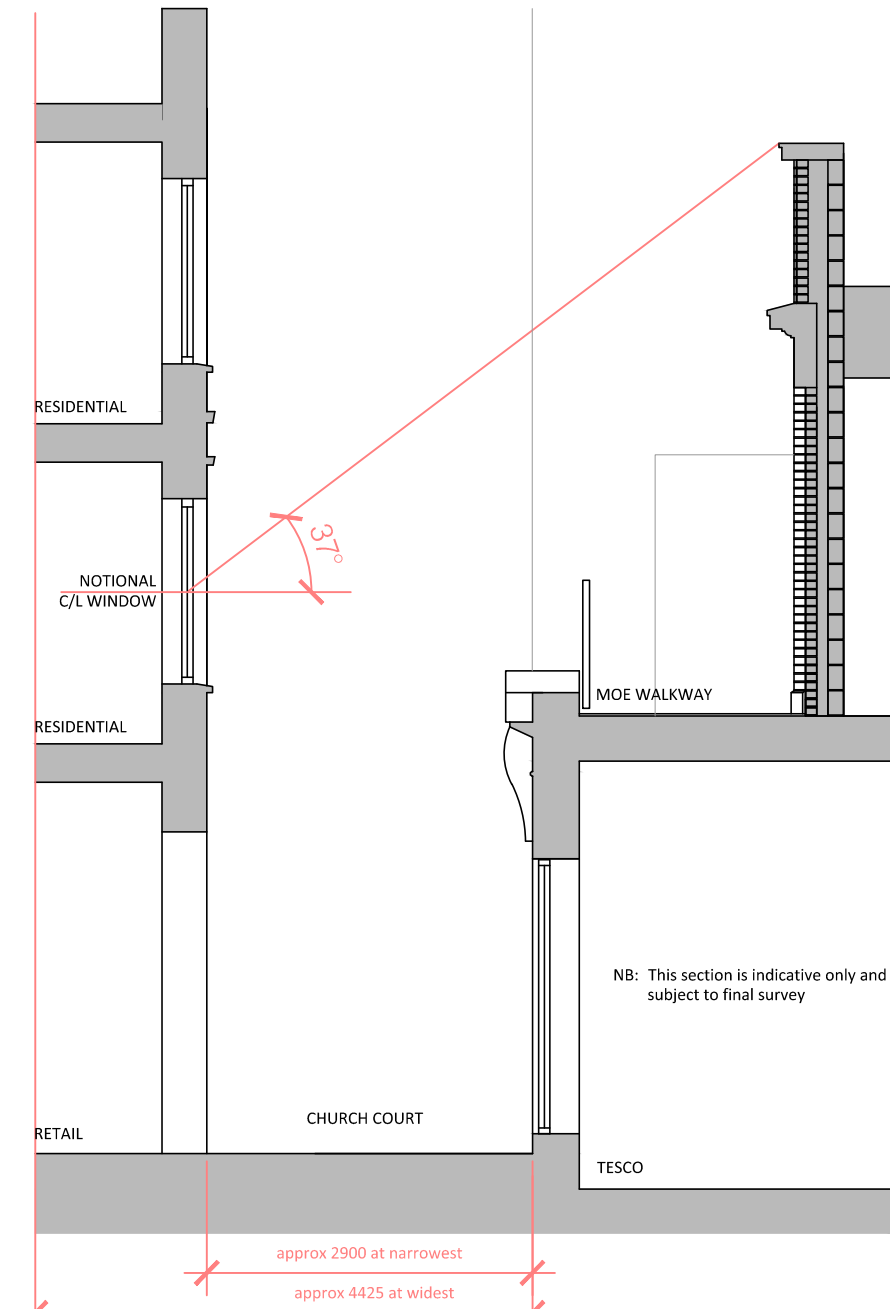 RESIDENTIAL
37°
NOTIONAL
C/L WINDOW
MOE WALKWAY
RESIDENTIAL
NB: This section is indicative only and
subject to final survey
CHURCH COURT
RETAIL
TESCO
approx 2900 at narrowest
approx 4425 at widest